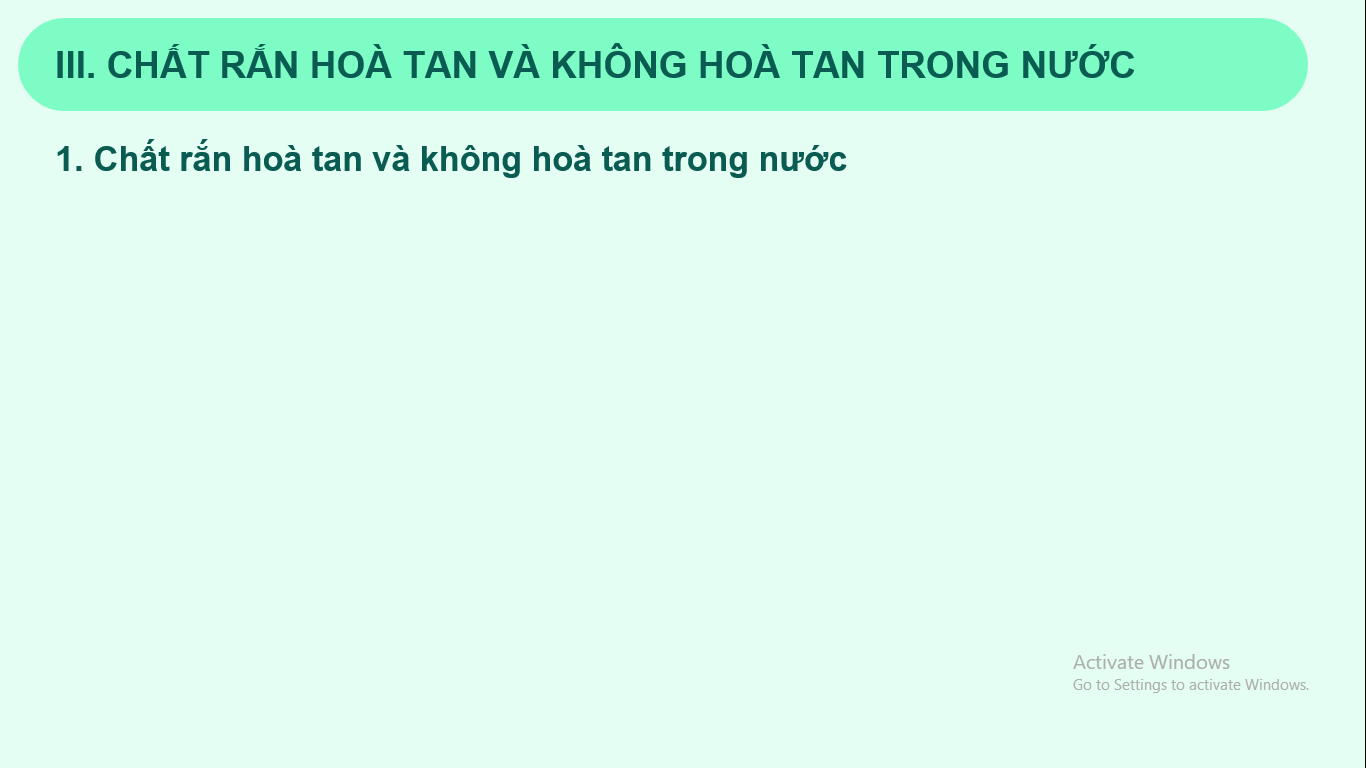 III. CHẤT RẮN HOÀ TAN VÀ KHÔNG HOÀ TAN TRONG NƯỚC
1. Chất rắn hoà tan và không hoà tan trong nước
Activate Windows
Go to Settings to activate Windows.